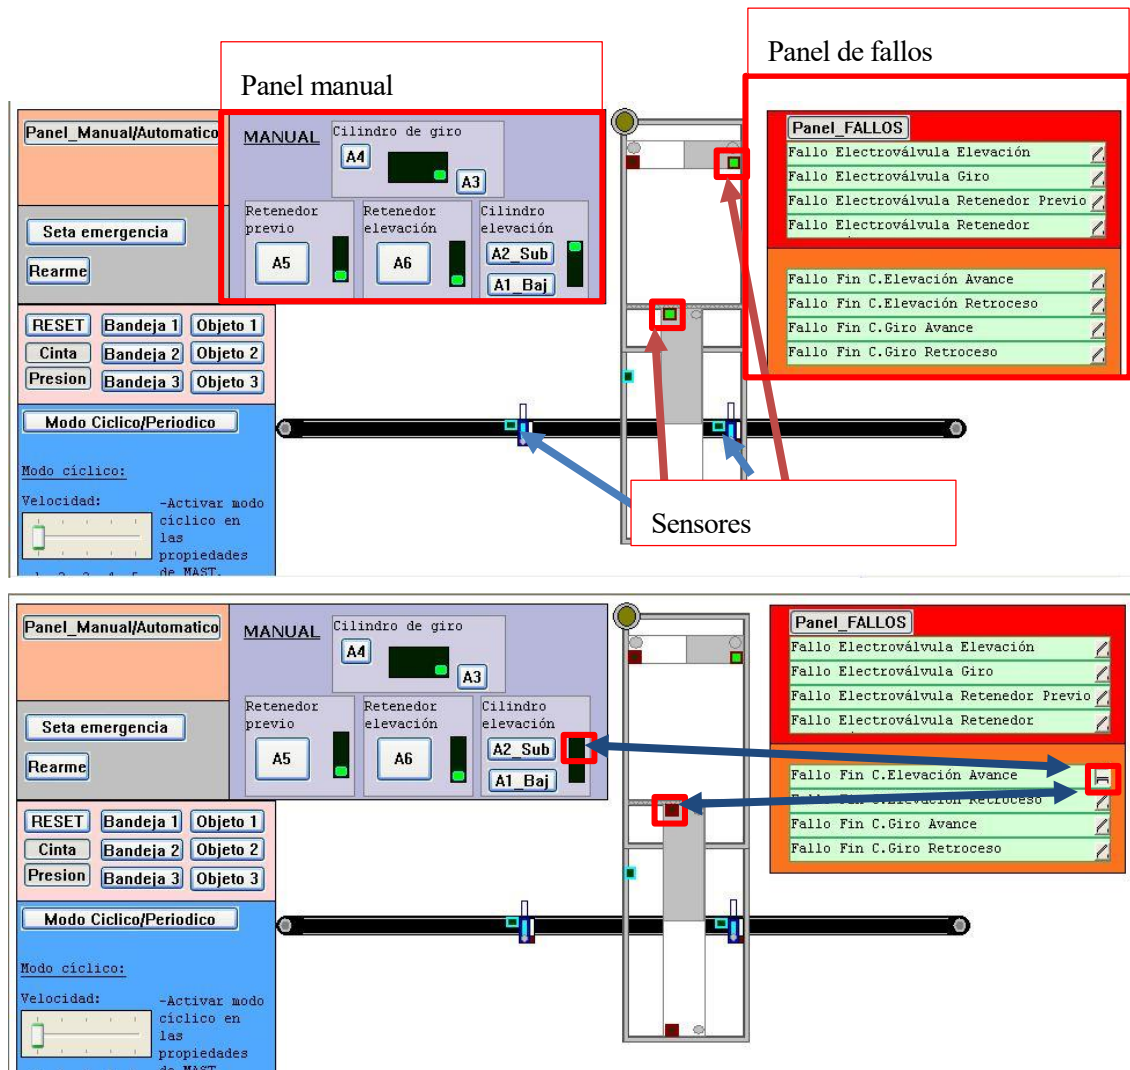 Panel manual
Panel de fallos
Panel_Manual/Automatico
MANUAL
Cilindro de giro
A4
A3
Panel_FALLOS
Fallo Electroválvula Elevación
Fallo Electroválvula Giro
Fallo Electroválvula Retenedor Previo
Fallo Electroválvula Retenedor
Seta emergencia
Rearme
Retenedor
previo
A5
Retenedor
elevación
A6
Cilindro
elevación
A2_Sub
A1_Baj
Fallo Fin C.Elevación Avance
Fallo Fin C.Elevación Retroceso
Fallo Fin C.Giro Avance
Fallo Fin C.Giro Retroceso
RESET Bandeja 1 Objeto 1
Cinta Bandeja 2 Objeto 2
Presion Bandeja 3 Objeto 3
Modo Ciclico/Periodico
Modo cíclico:
Velocidad:
-Activar modo
cíclico en
las
propiedades
de MAST.
Sensores
Panel_Manual/Automatico
MANUAL
Cilindro de giro
A4
A3
Panel_FALLOS
Fallo Electroválvula Elevación
Fallo Electroválvula Giro
Fallo Electroválvula Retenedor Previo
Fallo Electroválvula Retenedor
Seta emergencia
Rearme
Retenedor
previo
A5
Retenedor
elevación
A6
Cilindro
elevación
A2_Sub
A1_Baj
Fallo Fin C.Elevación Avance
Fallo Fin C.Elevación Retroceso
Fallo Fin C.Giro Avance
Fallo Fin C.Giro Retroceso
RESET Bandeja 1 Objeto 1
Cinta Bandeja 2 Objeto 2
Presion Bandeja 3 Objeto 3
Modo Ciclico/Periodico
Modo cíclico:
Velocidad:
-Activar modo
cíclico en
las
propiedades
de MAST.